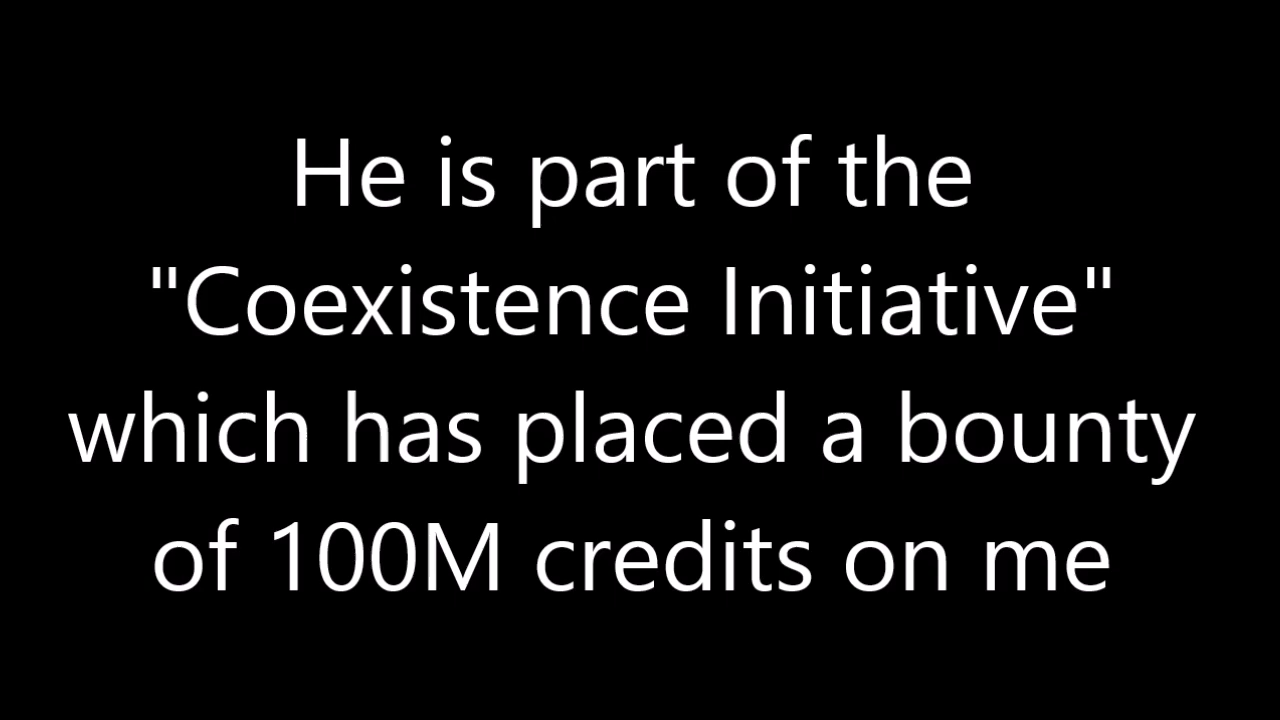 He is part of the
"Coexistence Initiative"
which has placed a bounty
of 100M credits on me